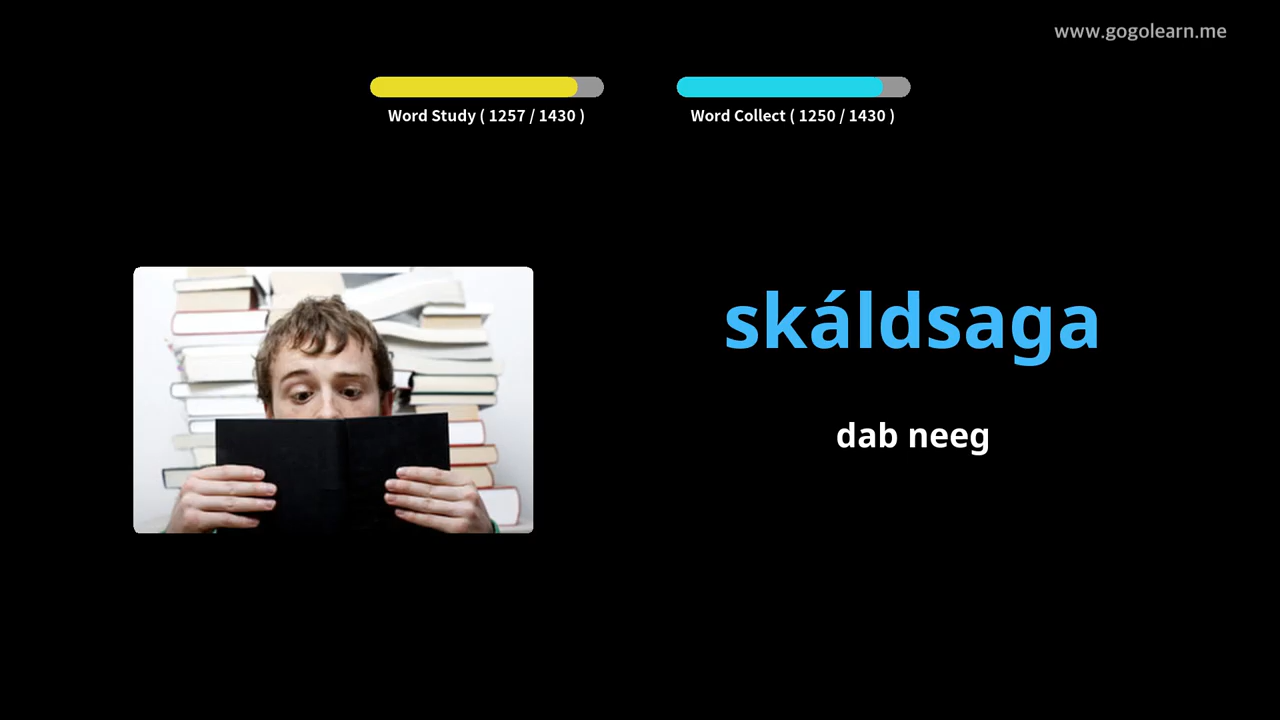 www.gogolearn.me
Word Study ( 1257 / 1430 )
Word Collect ( 1250 / 1430 )
skáldsaga
dab neeg